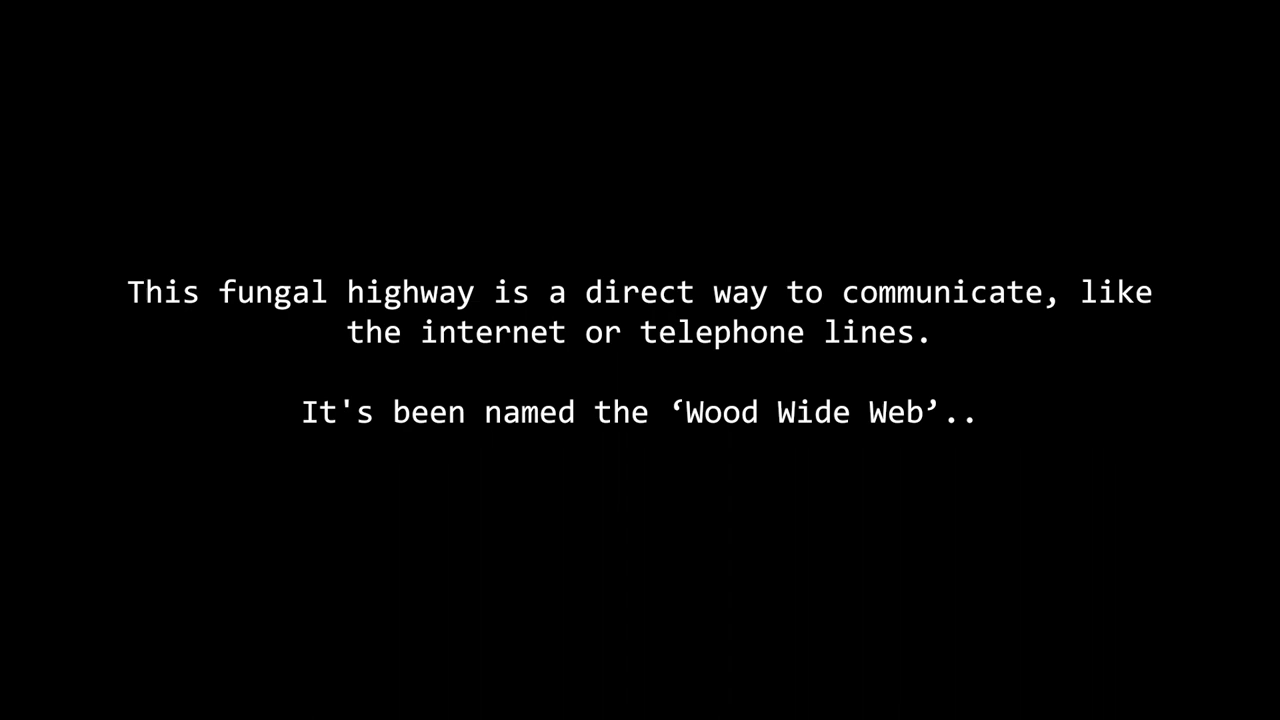 This fungal highway is a direct way to communicate, like
the internet or telephone lines.
It's been named the ‘Wood Wide Web’..